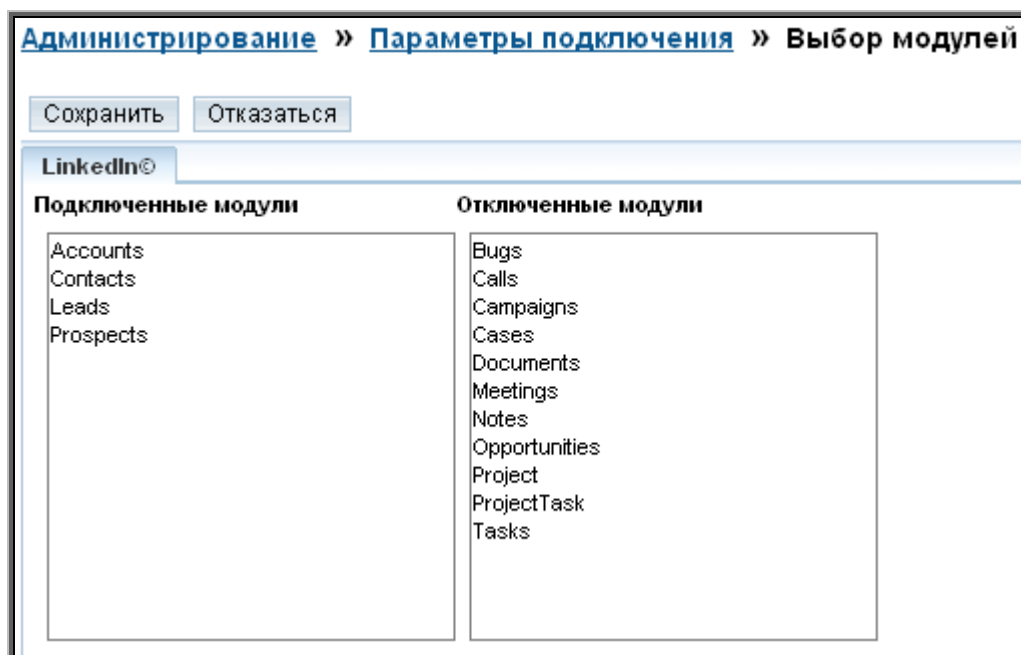 Администрирование » Параметры подключения » Выбор модулей
Сохранить Отказаться
LinkedIn©
Подключенные модули Отключенные модули
Accounts Bugs
Contacts Calls
Leads Campaigns
Prospects Cases
Documents
Meetings
Notes
Opportunities
Project
ProjectTask
Tasks